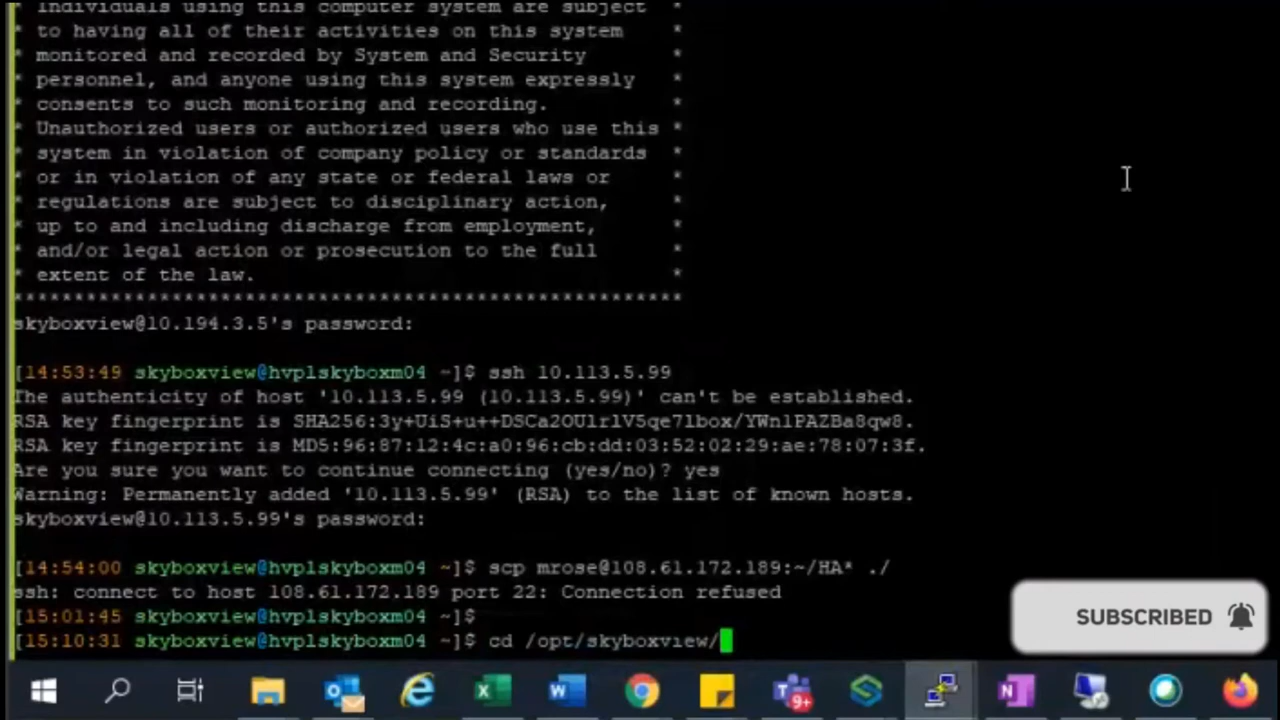 * Individuals using this computer system are subject *
* to having all of their activities on this system *
* monitored and recorded by System and Security *
* personnel, and anyone using this system expressly *
* consents to such monitoring and recording. *
* Unauthorized users or authorized users who use this *
* system in violation of company policy or standards *
* or in violation of any state or federal laws or *
* regulations are subject to disciplinary action, *
* up to and including discharge from employment, *
* and/or legal action or prosecution to the full *
* extent of the law. *
*******************************************************
skyboxview@10.194.3.5's password:
[14:53:49 skyboxview@hvplskyboxm04 ~]$ ssh 10.113.5.99
The authenticity of host '10.113.5.99 (10.113.5.99)' can't be established.
RSA key fingerprint is SHA256:3y+UiS+u++DSCa2OUlrlV5qe7lbox/YWnlPAZBa8qw8.
RSA key fingerprint is MD5:96:87:12:4c:a0:96:cb:dd:03:52:02:29:ae:78:07:3f.
Are you sure you want to continue connecting (yes/no)? yes
Warning: Permanently added '10.113.5.99' (RSA) to the list of known hosts.
skyboxview@10.113.5.99's password:
[14:54:00 skyboxview@hvplskyboxm04 ~]$ scp mrose@108.61.172.189:~/HA* ./
ssh: connect to host 108.61.172.189 port 22: Connection refused
[15:01:45 skyboxview@hvplskyboxm04 ~]$
[15:10:31 skyboxview@hvplskyboxm04 ~]$ cd /opt/skyboxview/
SUBSCRIBED
9+